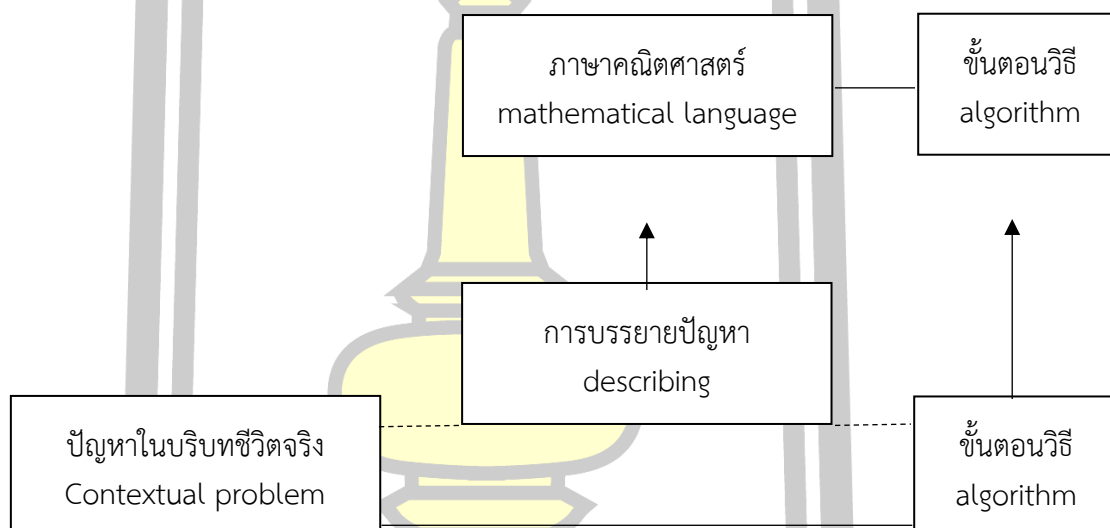 ภาษาคณิตศาสตร์
mathematical language
ขั้นตอนวิธี
algorithm
การบรรยายปัญหา
describing
ปัญหาในบริบทชีวิตจริง
Contextual problem
ขั้นตอนวิธี
algorithm